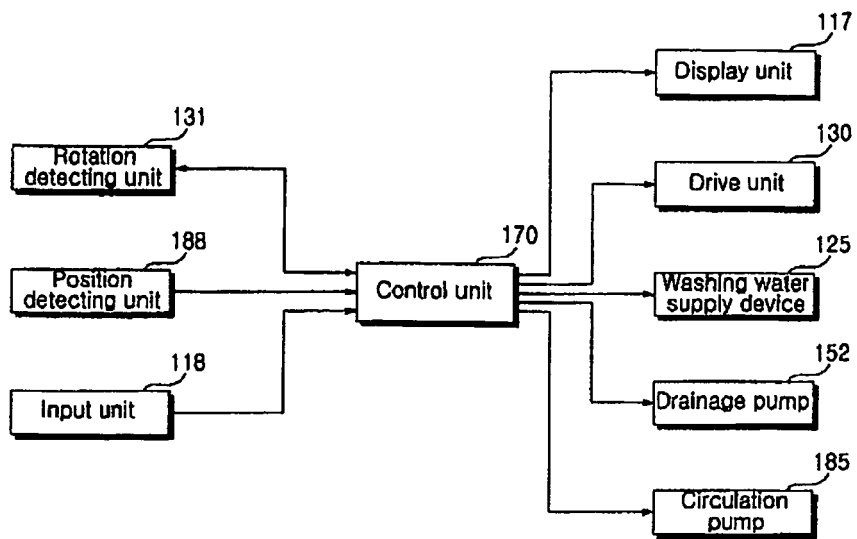 117
Display unit
131
Rotation
detecting unit
130
Drive unit
188
Position
detecting unit
170
Control unit
125
Washing water
supply device
118
Input unit
152
Drainage pump
185
Circulation
pump